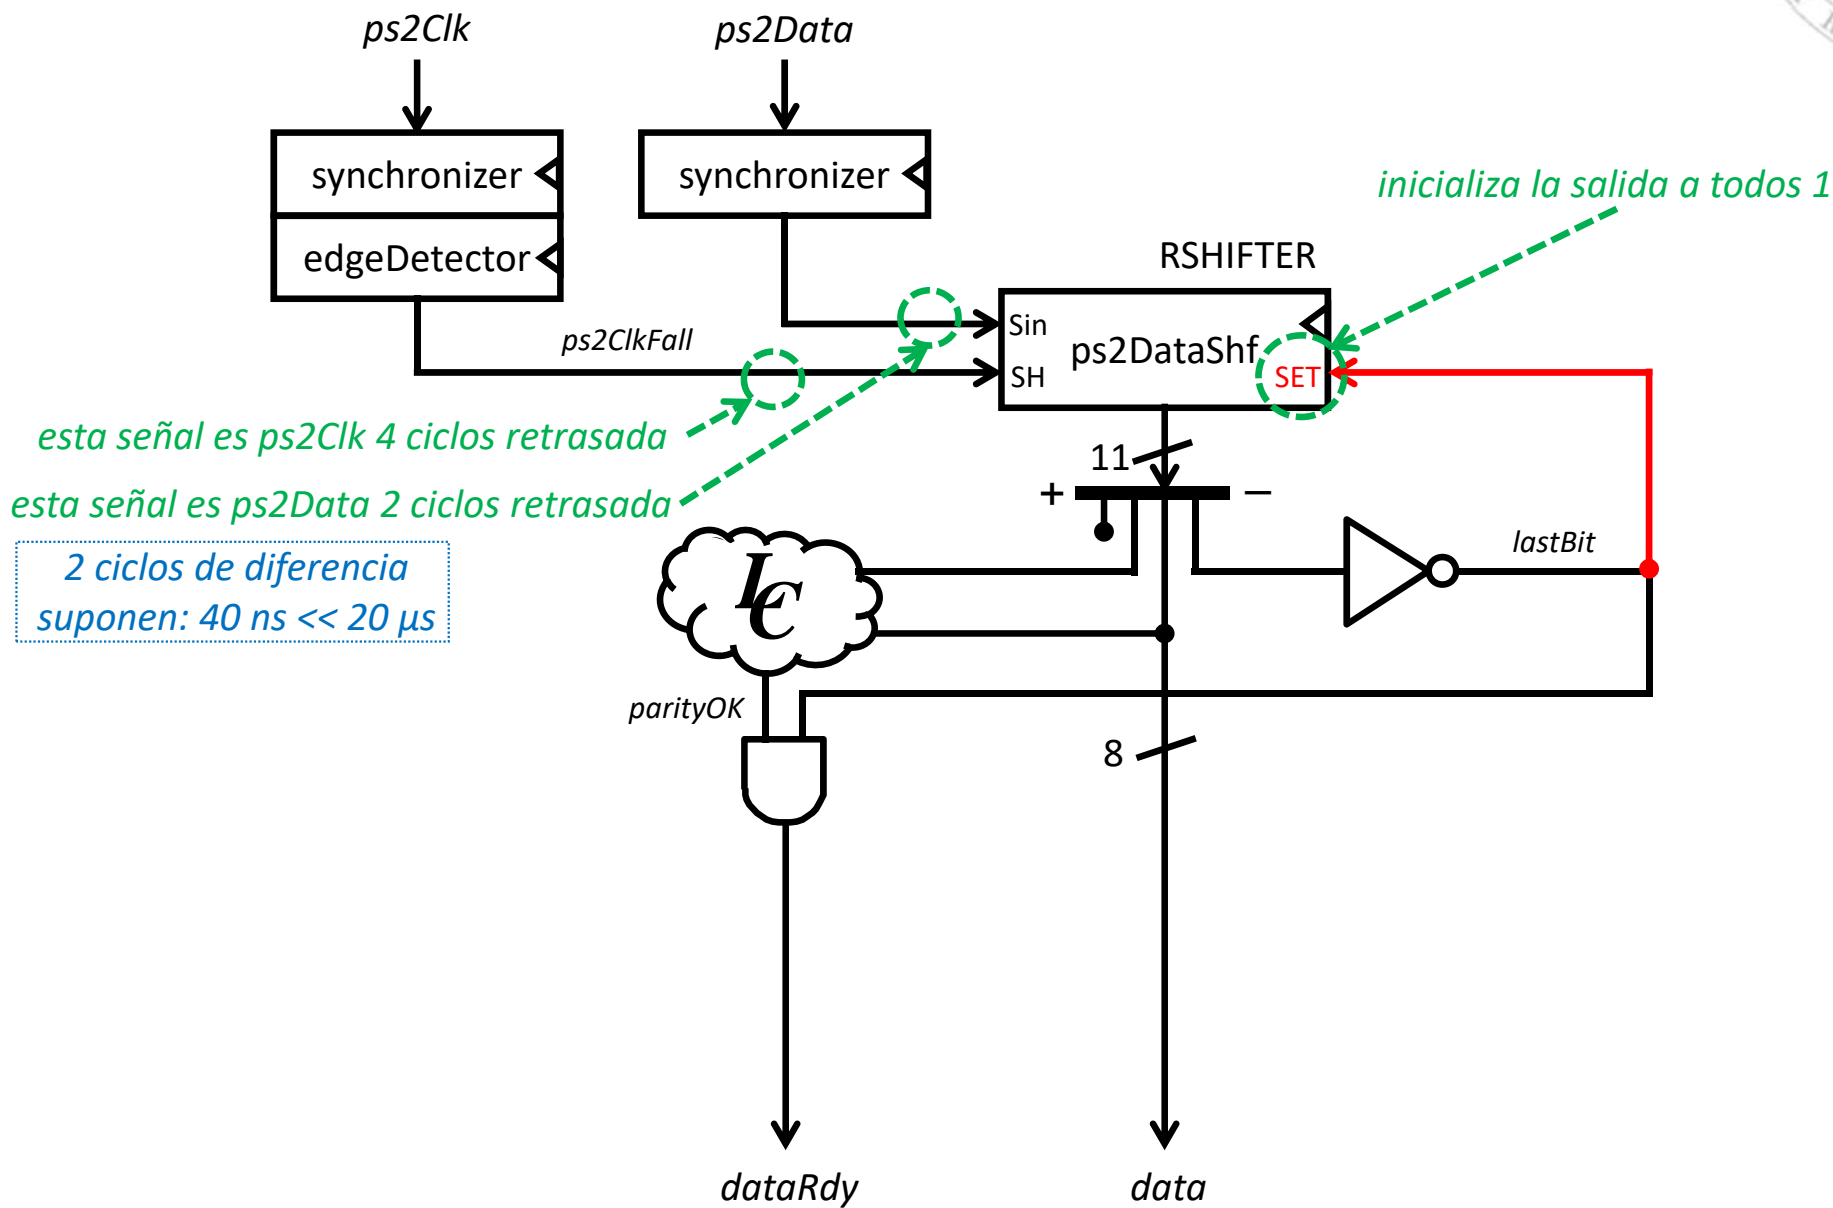 ps2Clk
ps2Data
synchronizer
synchronizer
inicializa la salida a todos 1
edgeDetector
RSHIFTER
Sin
ps2ClkFall
ps2DataShf
SH
SET
esta señal es ps2Clk 4 ciclos retrasada
11
+
–
esta señal es ps2Data 2 ciclos retrasada
2 ciclos de diferencia
suponen: 40 ns << 20 μs
LC
lastBit
parityOK
8
dataRdy
data